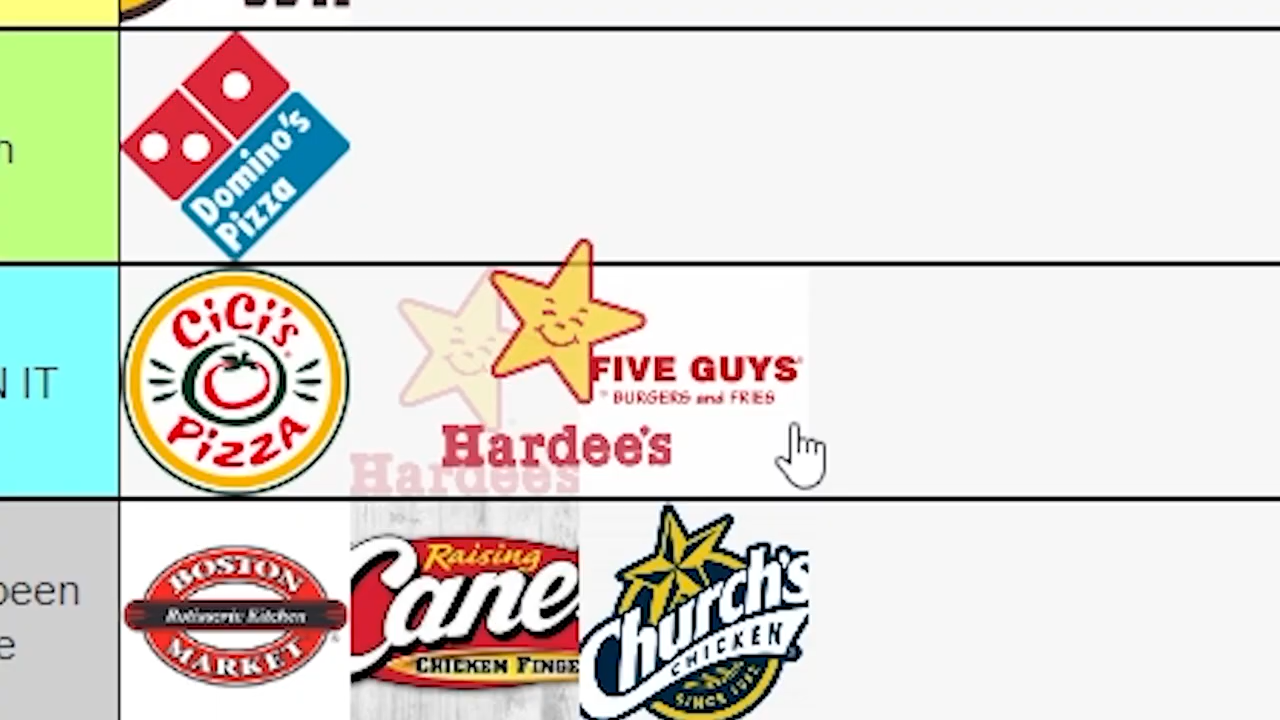 Domino's
Pizza
CiCi's
Pizza
Hardee's
Hardee's
FIVE GUYS
BURGERS and FRIES
N IT
BOSTON
Rotisserie Kitchen
MARKET
Raising
Cane
CHICKEN FINGE
Church's
CHICKEN
SINCE 1952
been
e
n